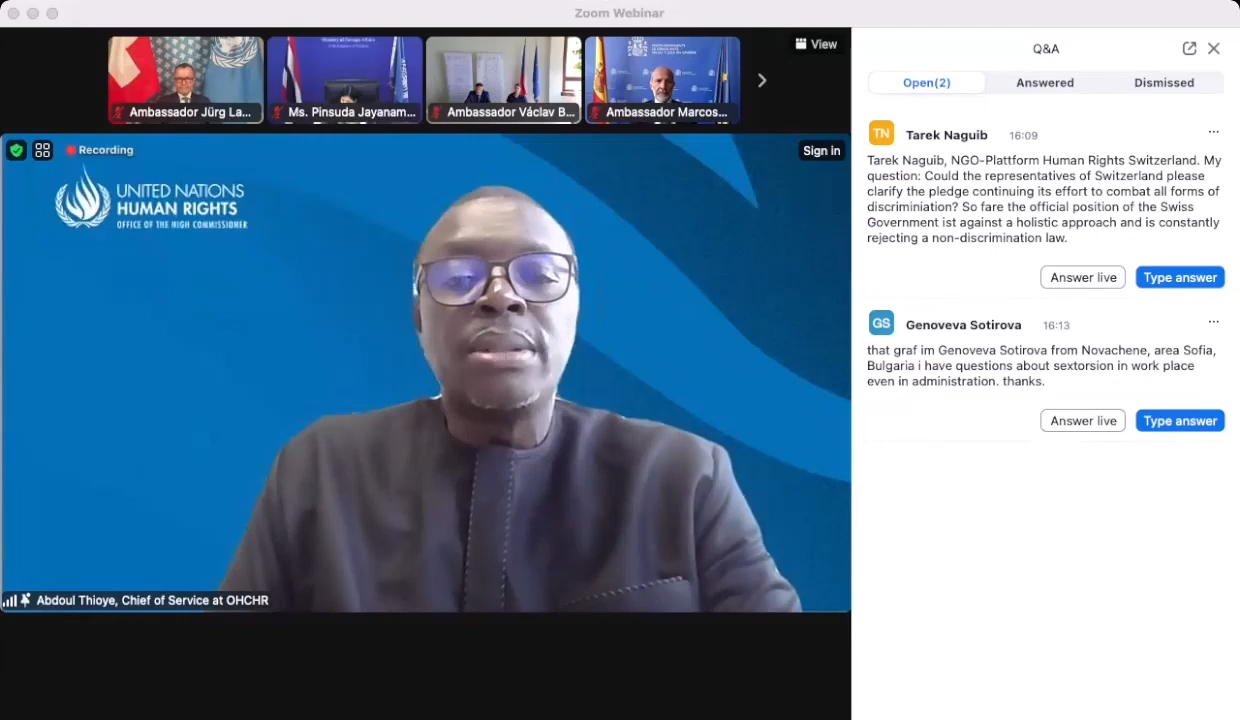 Zoom Webinar
Ambassador Jürg La...
Ms. Pinsuda Jayanam...
Ambassador Václav B...
Ambassador Marcos...
View
Recording
Sign in
UNITED NATIONS
HUMAN RIGHTS
OFFICE OF THE HIGH COMMISSIONER
Abdoul Thioye, Chief of Service at OHCHR
Q&A
Open(2)
Answered
Dismissed
TN
Tarek Naguib 16:09
Tarek Naguib, NGO-Plattform Human Rights Switzerland. My
question: Could the representatives of Switzerland please
clarify the pledge continuing its effort to combat all forms of
discriminiation? So fare the official position of the Swiss
Government ist against a holistic approach and is constantly
rejecting a non-discrimination law.
Answer live
Type answer
GS
Genoveva Sotirova 16:13
that graf im Genoveva Sotirova from Novachene, area Sofia,
Bulgaria i have questions about sextorsion in work place
even in administration. thanks.
Answer live
Type answer